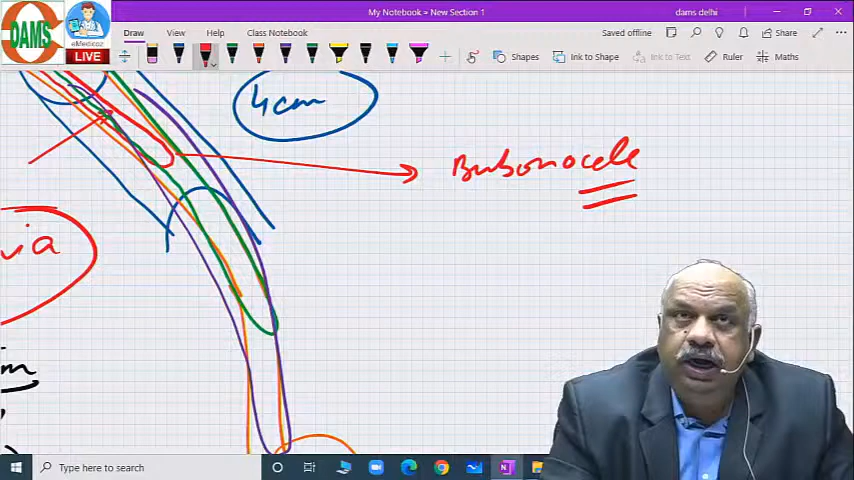 My Notebook > New Section 1
dams delhi
DAMS
eMedicoz
LIVE
Draw
View
Help
Class Notebook
Saved offline
Share
Shapes
Ink to Shape
Ink to Text
Ruler
Maths
4cm
Bubonocele
via
m
Type here to search